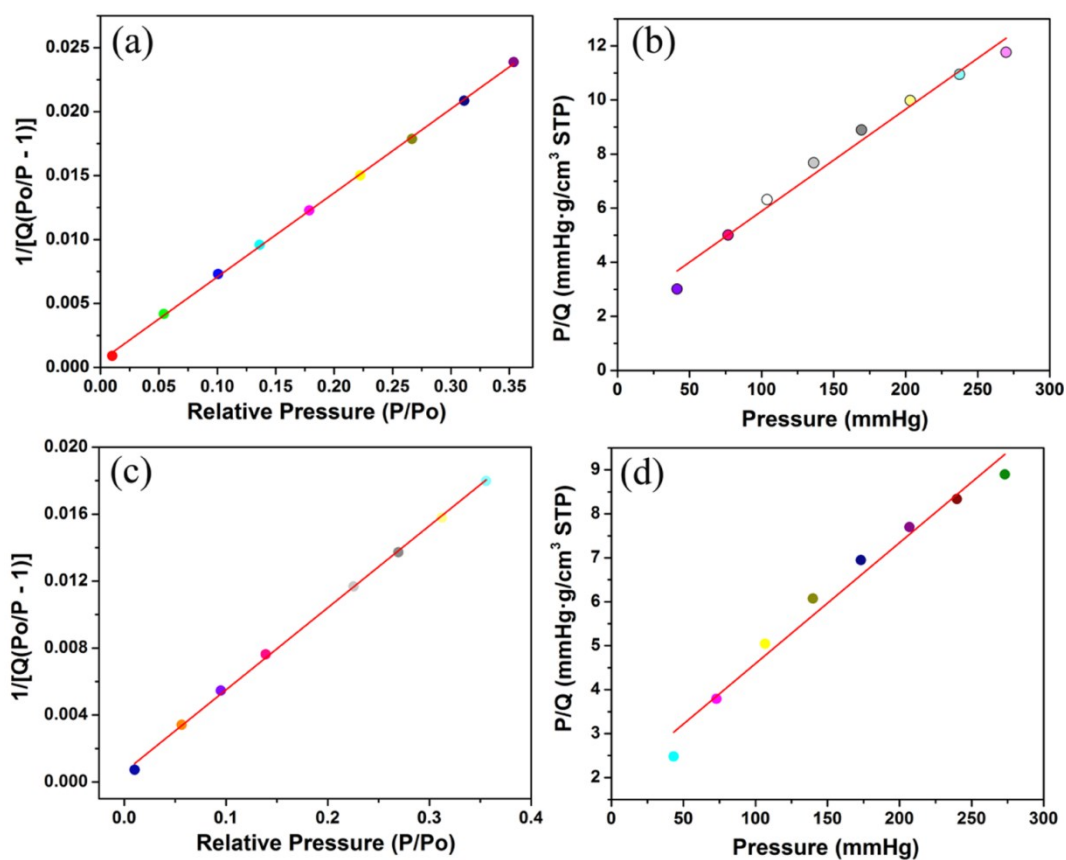 (a)
1/[Q(Po/P - 1)]
0.025
0.020
0.015
0.010
0.005
0.000
0.00 0.05 0.10 0.15 0.20 0.25 0.30 0.35
Relative Pressure (P/Po)
(b)
P/Q (mmHg·g/cm³ STP)
12
10
8
6
4
2
0
0 50 100 150 200 250 300
Pressure (mmHg)
(c)
1/[Q(Po/P - 1)]
0.020
0.016
0.012
0.008
0.004
0.000
0.0 0.1 0.2 0.3 0.4
Relative Pressure (P/Po)
(d)
P/Q (mmHg·g/cm³ STP)
9
8
7
6
5
4
3
2
0 50 100 150 200 250 300
Pressure (mmHg)